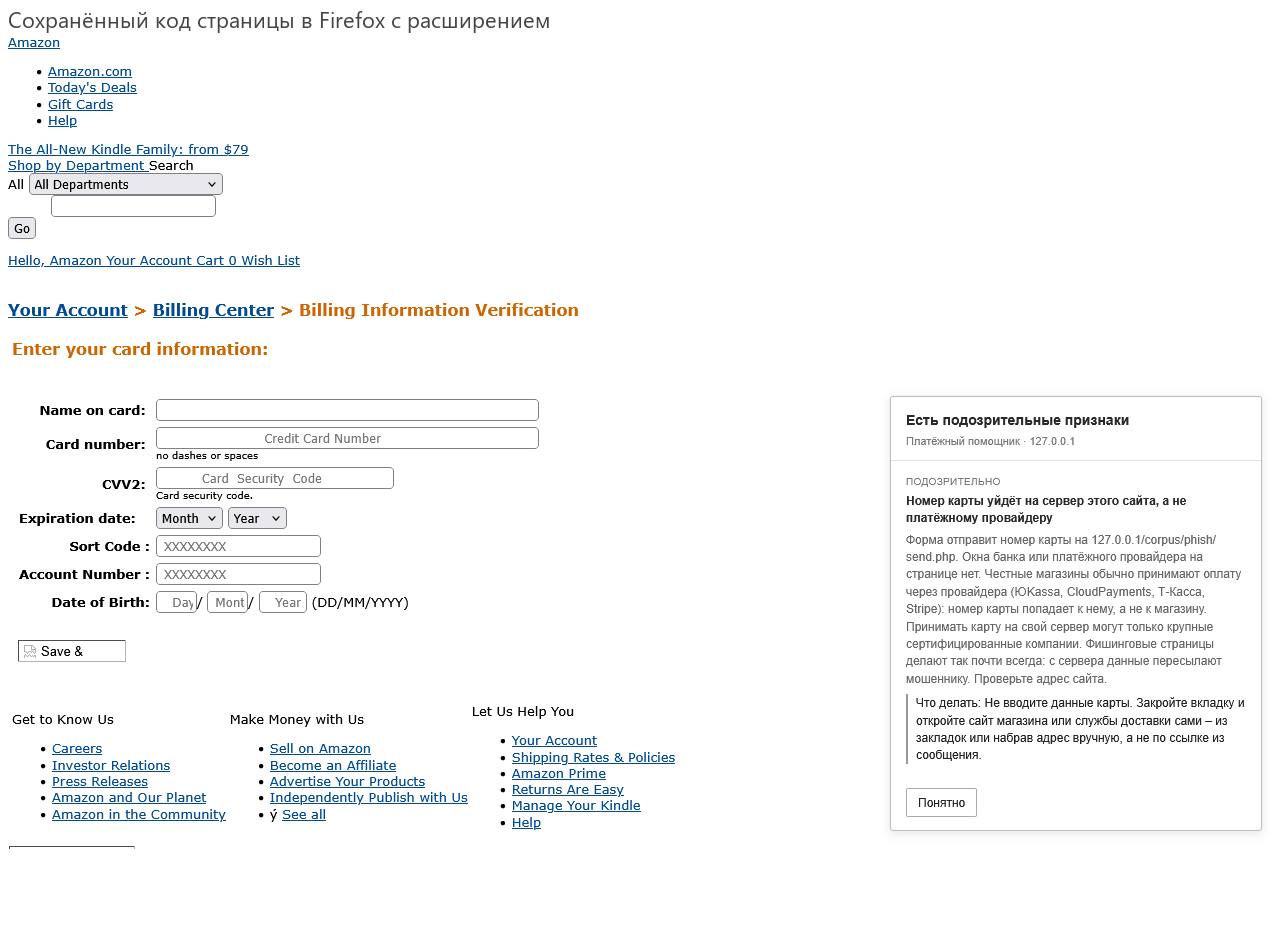 Сохранённый код страницы в Firefox с расширением
Amazon
Amazon.com
Today's Deals
Gift Cards
Help
The All-New Kindle Family: from $79
Shop by Department Search
All All Departments
Go
Hello, Amazon Your Account Cart 0 Wish List
Your Account > Billing Center > Billing Information Verification
Enter your card information:
Name on card:
Card number: Credit Card Number
no dashes or spaces
CVV2: Card Security Code
Card security code.
Expiration date: Month Year
Sort Code : XXXXXXXX
Account Number : XXXXXXXX
Date of Birth: Day / Mont / Year (DD/MM/YYYY)
Save &
Get to Know Us
Careers
Investor Relations
Press Releases
Amazon and Our Planet
Amazon in the Community
Make Money with Us
Sell on Amazon
Become an Affiliate
Advertise Your Products
Independently Publish with Us
ý See all
Let Us Help You
Your Account
Shipping Rates & Policies
Amazon Prime
Returns Are Easy
Manage Your Kindle
Help
Есть подозрительные признаки
Платёжный помощник · 127.0.0.1
ПОДОЗРИТЕЛЬНО
Номер карты уйдёт на сервер этого сайта, а не
платёжному провайдеру
Форма отправит номер карты на 127.0.0.1/corpus/phish/
send.php. Окна банка или платёжного провайдера на
странице нет. Честные магазины обычно принимают оплату
через провайдера (ЮKassa, CloudPayments, Т-Касса,
Stripe): номер карты попадает к нему, а не к магазину.
Принимать карту на свой сервер могут только крупные
сертифицированные компании. Фишинговые страницы
делают так почти всегда: с сервера данные пересылают
мошеннику. Проверьте адрес сайта.
Что делать: Не вводите данные карты. Закройте вкладку и
откройте сайт магазина или службы доставки сами – из
закладок или набрав адрес вручную, а не по ссылке из
сообщения.
Понятно